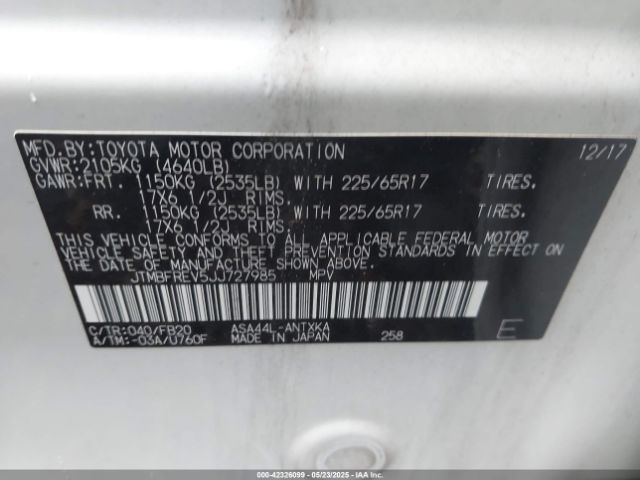 MFD.BY:TOYOTA MOTOR CORPORATION 12/17
GVWR:2105KG (4640LB)
GAWR:FRT. 1150KG (2535LB) WITH 225/65R17 TIRES.
17X6 1/2J RIMS.
RR. 1150KG (2535LB) WITH 225/65R17 TIRES.
17X6 1/2J RIMS.
THIS VEHICLE CONFORMS TO ALL APPLICABLE FEDERAL MOTOR
VEHICLE SAFETY AND THEFT PREVENTION STANDARDS IN EFFECT ON
THE DATE OF MANUFACTURE SHOWN ABOVE.
JTMBFREV5JJ727985 MPV
C/TR:040/FB20 ASA44L-ANTXKA
A/TM:-03A/U760F MADE IN JAPAN 258 E
000-42326099 - 05/23/2025 - IAAI.COM